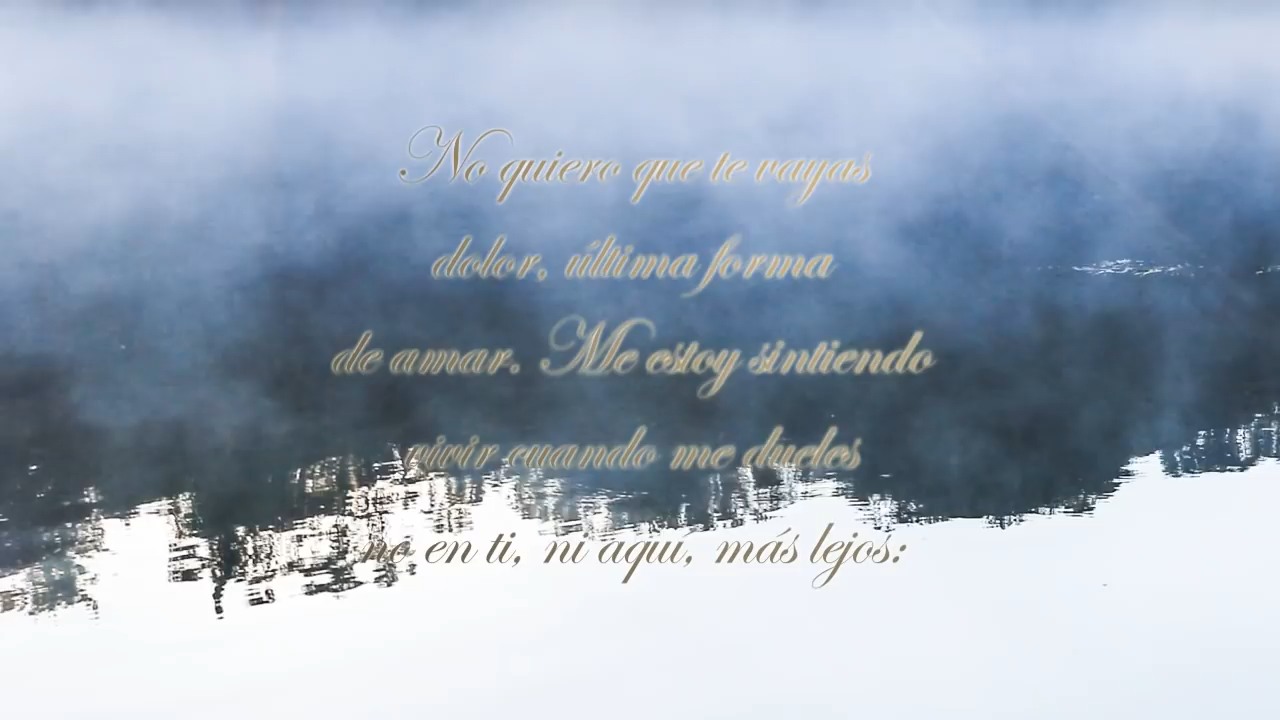 No quiero que te vayas
dolor, última forma
de amar. Me estoy sintiendo
vivir cuando me dueles
no en ti, ni aquí, más lejos: